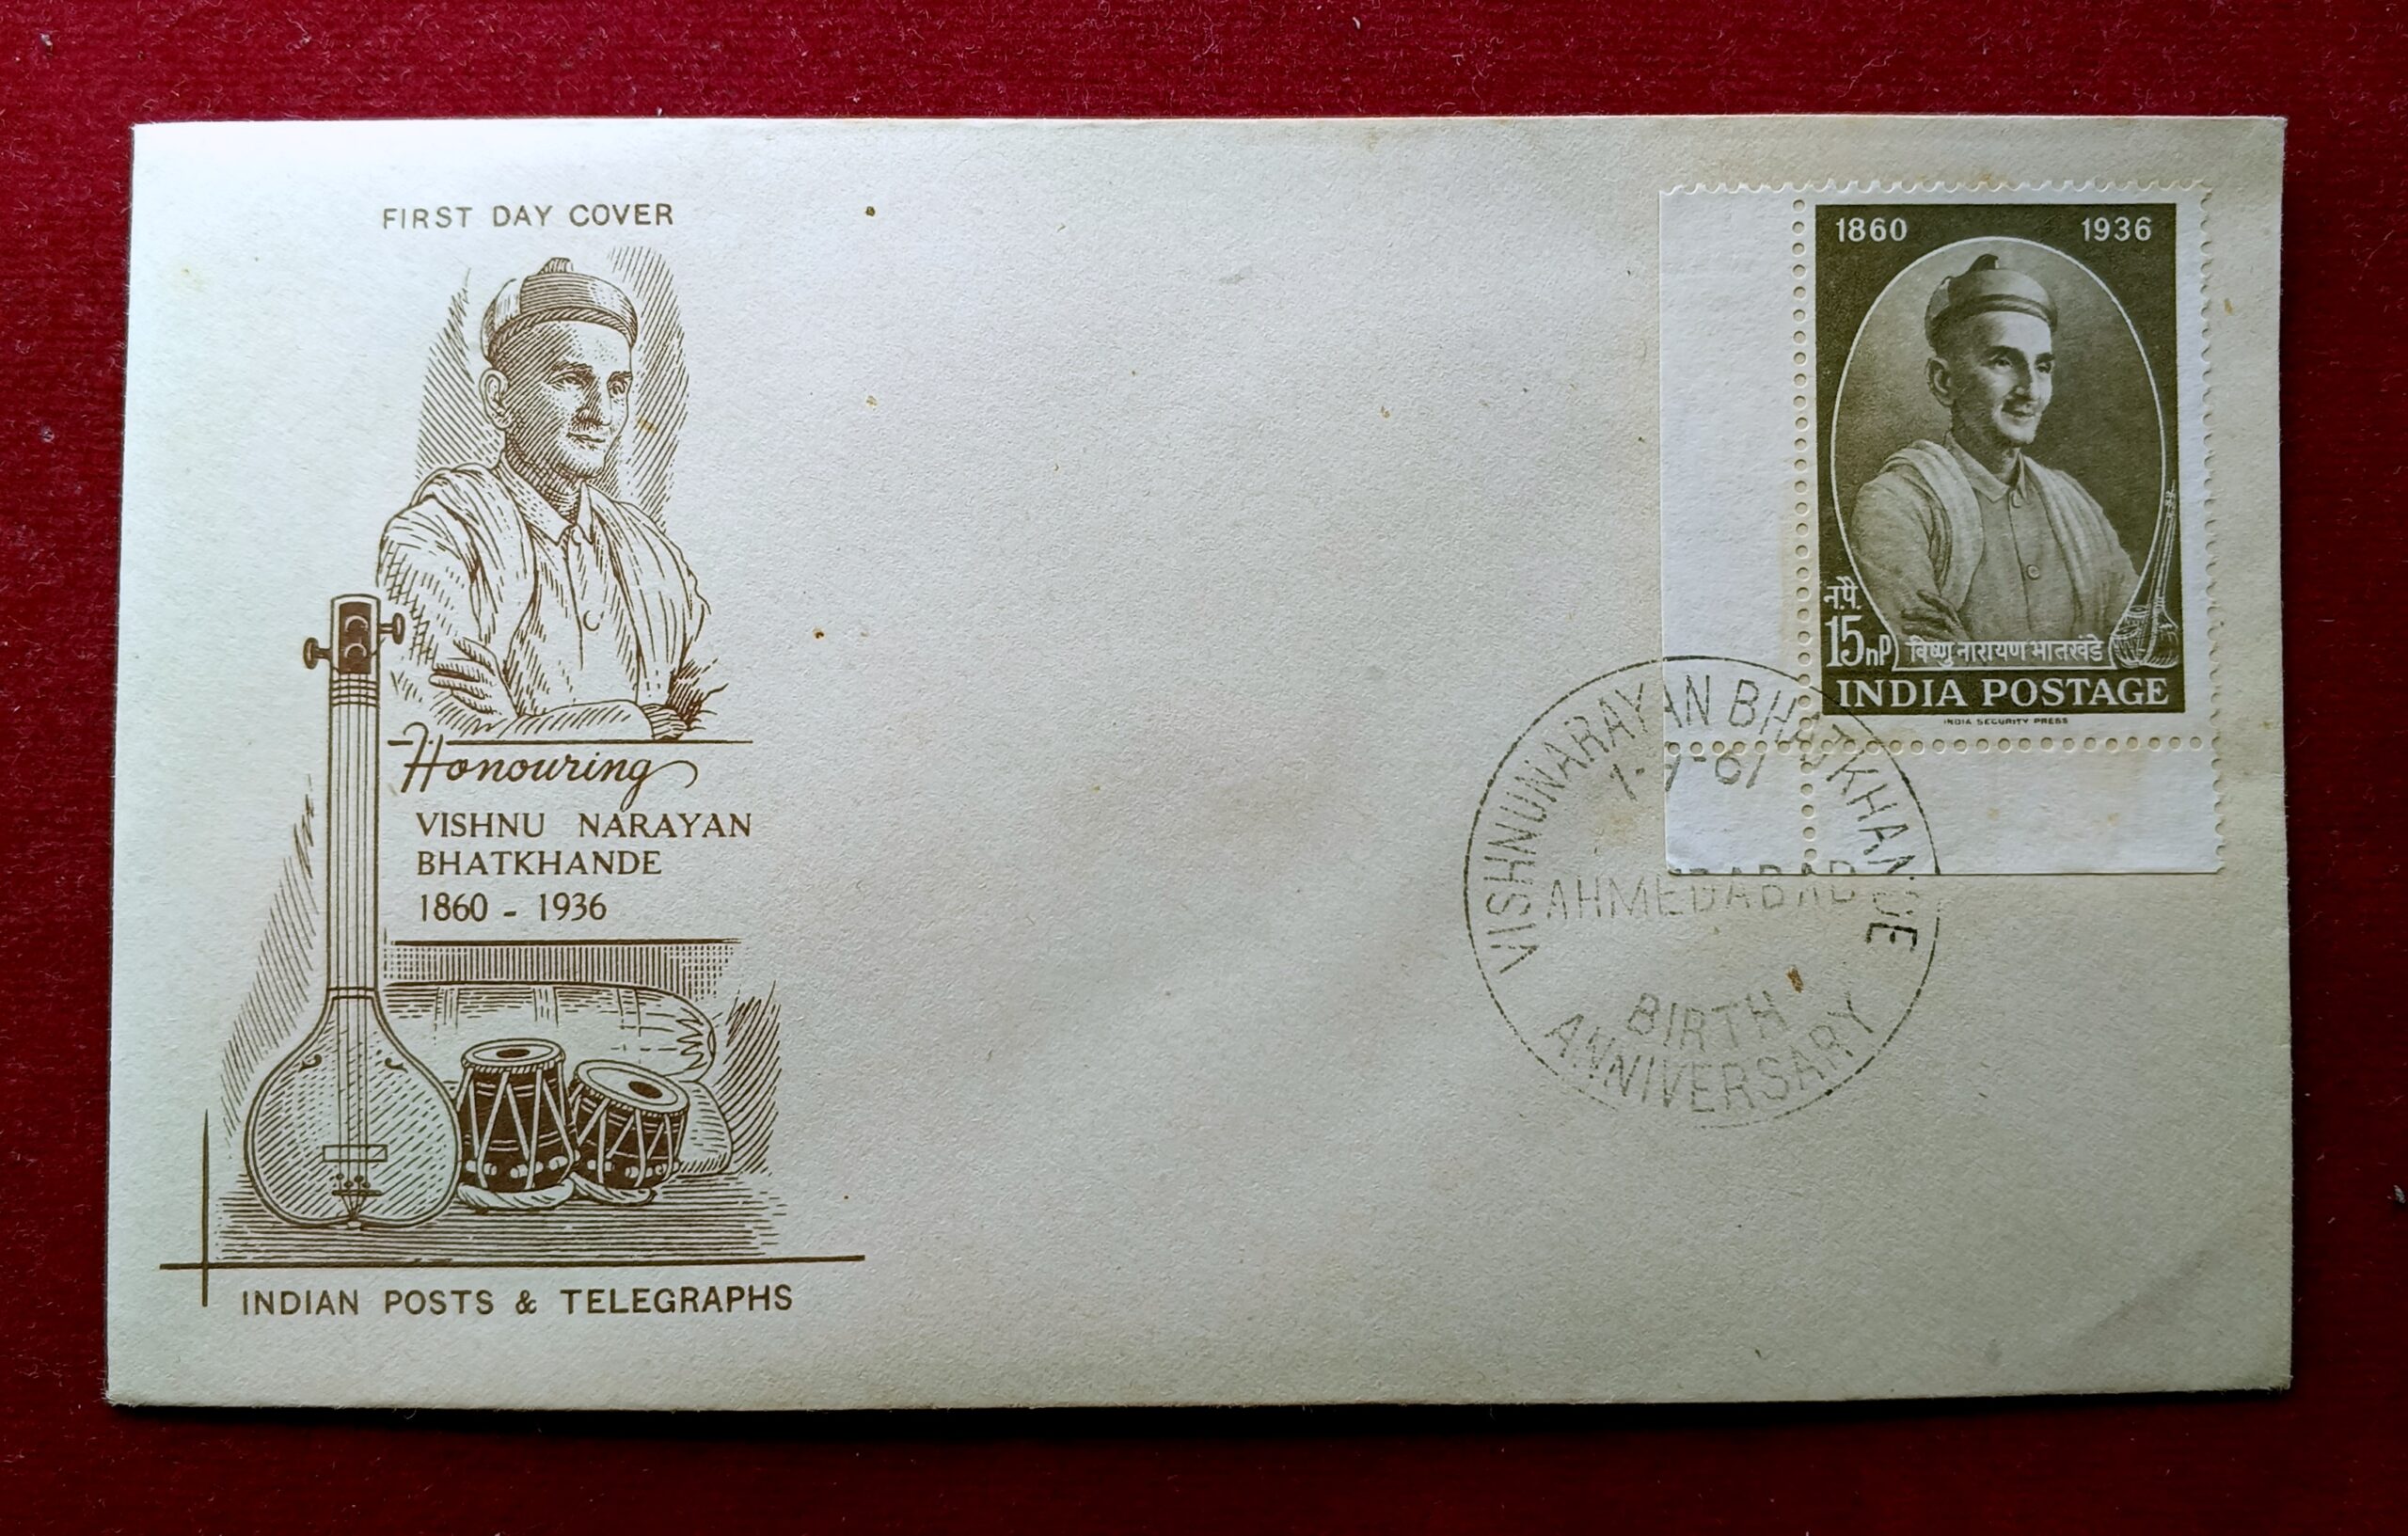 FIRST DAY COVER
Honouring
VISHNU NARAYAN
BHATKHANDE
1860 - 1936
INDIAN POSTS & TELEGRAPHS
1860 1936
न.पै.
15nP
विष्णु नारायण भातखंडे
INDIA POSTAGE
INDIA SECURITY PRESS
VISHNUNARAYAN BHATKHANDE
AHMEDABAD
BIRTH
ANNIVERSARY